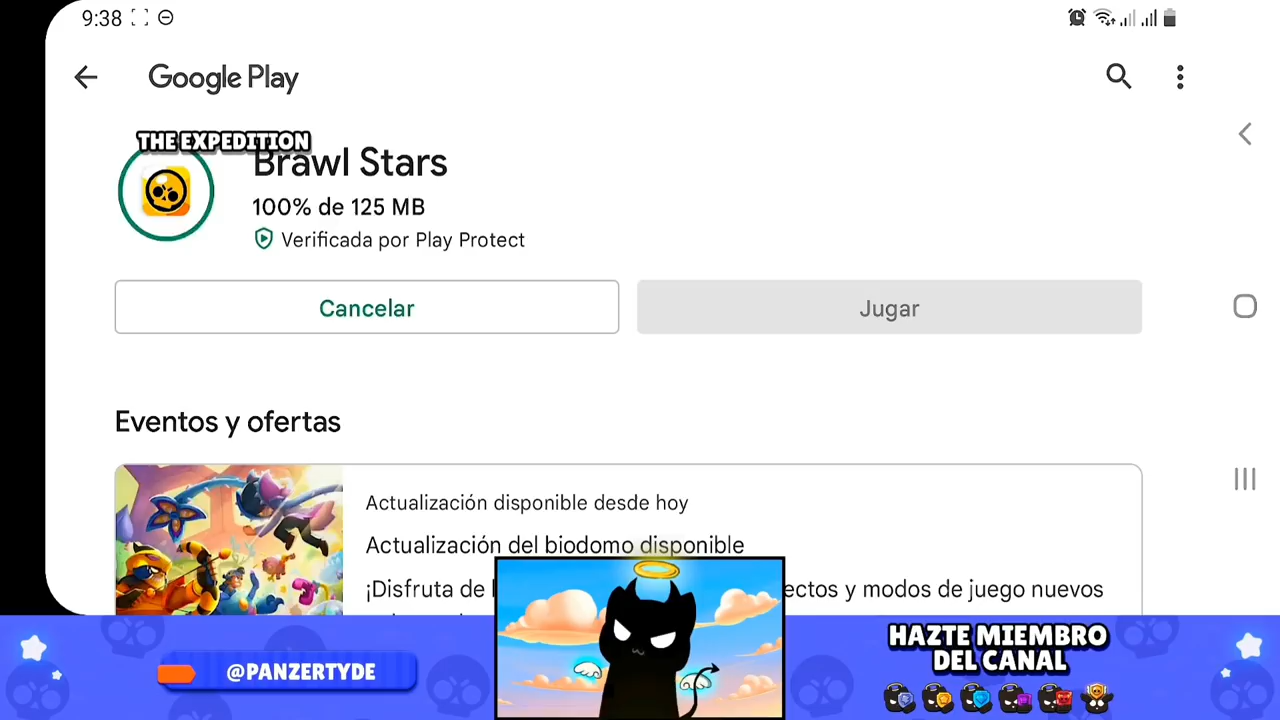 9:38
Google Play
THE EXPEDITION
Brawl Stars
100% de 125 MB
Verificada por Play Protect
Cancelar
Jugar
Eventos y ofertas
Actualización disponible desde hoy
Actualización del biodomo disponible
¡Disfruta de ectos y modos de juego nuevos
@PANZERTYDE
HAZTE MIEMBRO
DEL CANAL